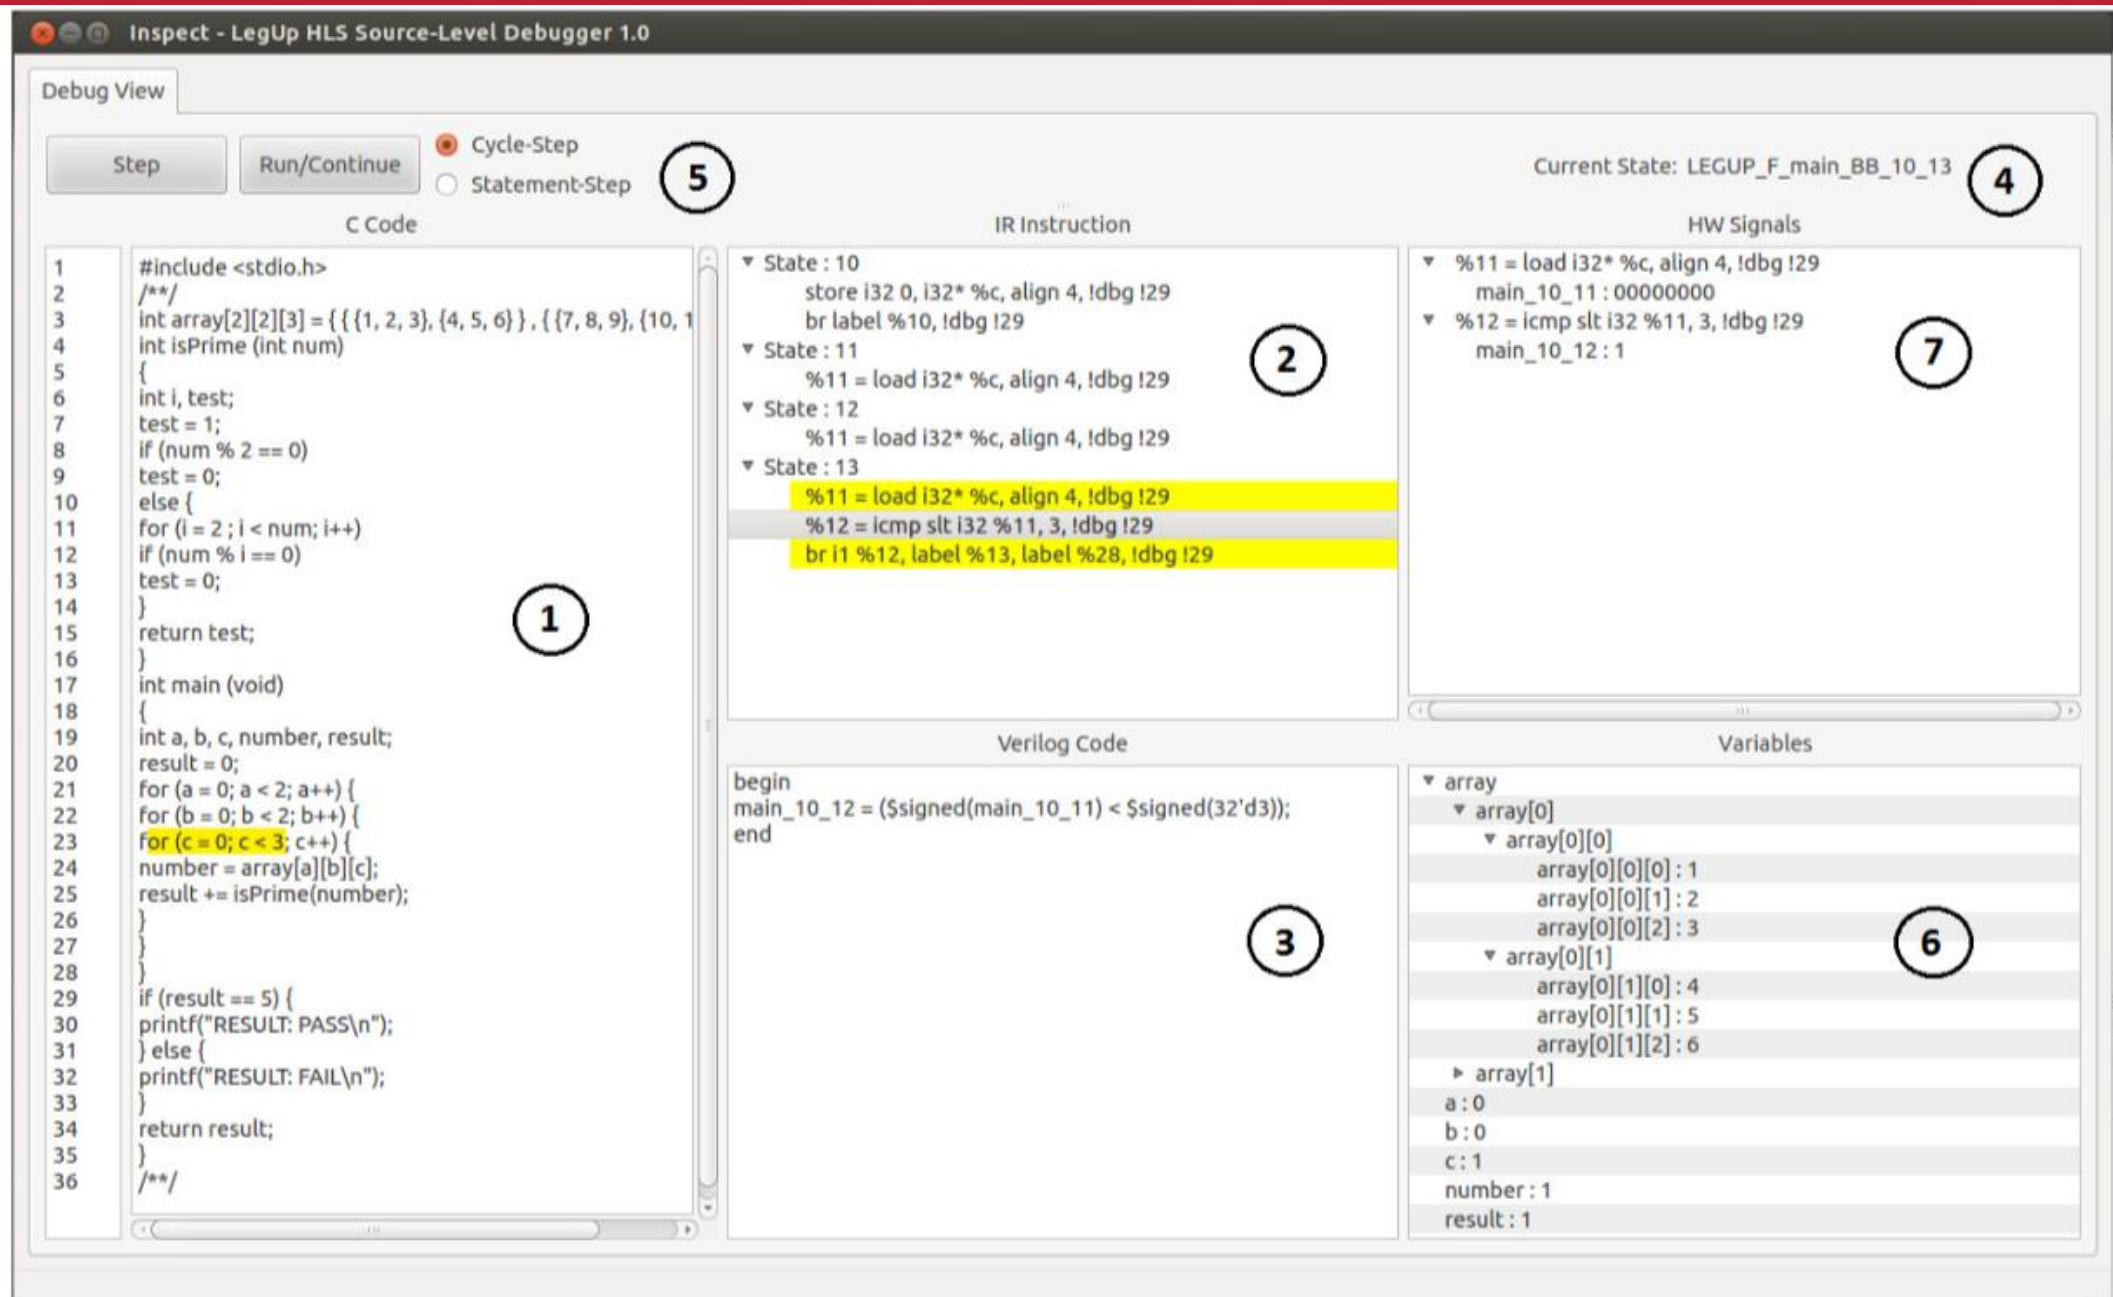 Inspect - LegUp HLS Source-Level Debugger 1.0
Debug View
Step
Run/Continue
Cycle-Step
Statement-Step
5
Current State: LEGUP_F_main_BB_10_13
4
C Code
1 #include <stdio.h>
2 /**/
3 int array[2][2][3] = { { {1, 2, 3}, {4, 5, 6} } , { {7, 8, 9}, {10, 1
4 int isPrime (int num)
5 {
6 int i, test;
7 test = 1;
8 if (num % 2 == 0)
9 test = 0;
10 else {
11 for (i = 2 ; i < num; i++)
12 if (num % i == 0)
13 test = 0;
14 }
15 return test;
16 }
17 int main (void)
18 {
19 int a, b, c, number, result;
20 result = 0;
21 for (a = 0; a < 2; a++) {
22 for (b = 0; b < 2; b++) {
23 for (c = 0; c < 3; c++) {
24 number = array[a][b][c];
25 result += isPrime(number);
26 }
27 }
28 }
29 if (result == 5) {
30 printf("RESULT: PASS\n");
31 } else {
32 printf("RESULT: FAIL\n");
33 }
34 return result;
35 }
36 /**/
1
IR Instruction
State : 10
store i32 0, i32* %c, align 4, !dbg !29
br label %10, !dbg !29
State : 11
%11 = load i32* %c, align 4, !dbg !29
State : 12
%11 = load i32* %c, align 4, !dbg !29
State : 13
%11 = load i32* %c, align 4, !dbg !29
%12 = icmp slt i32 %11, 3, !dbg !29
br i1 %12, label %13, label %28, !dbg !29
2
HW Signals
%11 = load i32* %c, align 4, !dbg !29
main_10_11 : 00000000
%12 = icmp slt i32 %11, 3, !dbg !29
main_10_12 : 1
7
Verilog Code
begin
main_10_12 = ($signed(main_10_11) < $signed(32'd3));
end
3
Variables
array
array[0]
array[0][0]
array[0][0][0] : 1
array[0][0][1] : 2
array[0][0][2] : 3
array[0][1]
array[0][1][0] : 4
array[0][1][1] : 5
array[0][1][2] : 6
array[1]
a : 0
b : 0
c : 1
number : 1
result : 1
6